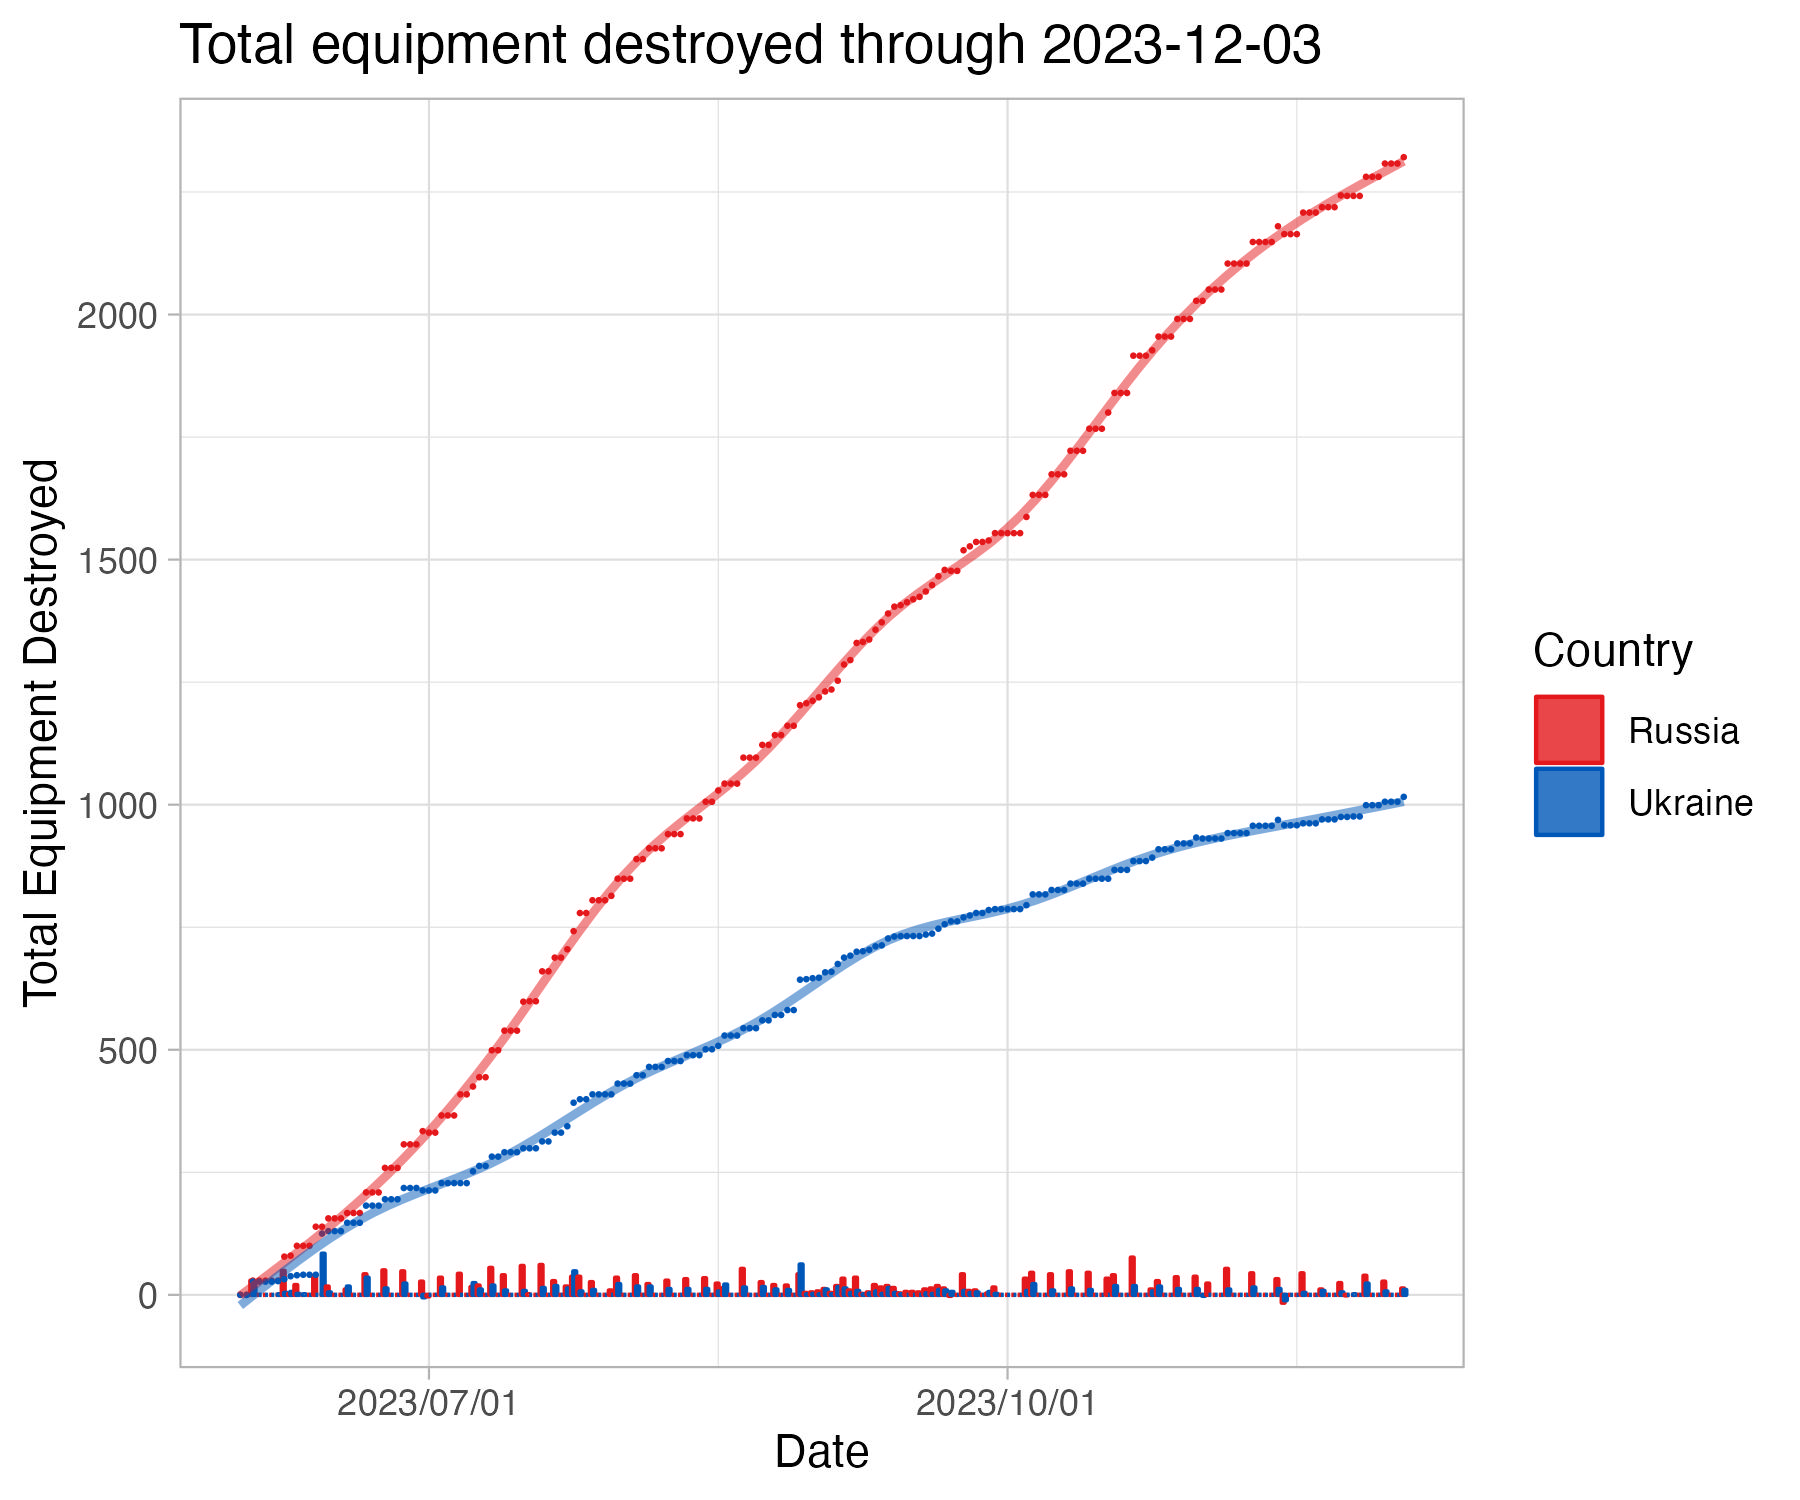 Total equipment destroyed through 2023-12-03
Total Equipment Destroyed
2000
1500
1000
500
0
2023/07/01
2023/10/01
Date
Country
Russia
Ukraine